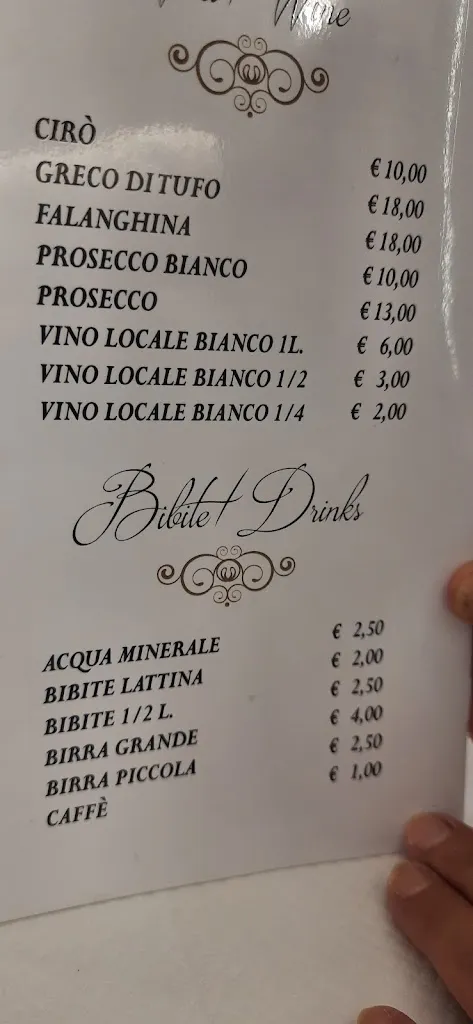 Wine
CIRÒ € 10,00
GRECO DI TUFO € 18,00
FALANGHINA € 18,00
PROSECCO BIANCO € 10,00
PROSECCO € 13,00
VINO LOCALE BIANCO 1L. € 6,00
VINO LOCALE BIANCO 1/2 € 3,00
VINO LOCALE BIANCO 1/4 € 2,00
Bibite / Drinks
ACQUA MINERALE € 2,50
BIBITE LATTINA € 2,00
BIBITE 1/2 L. € 2,50
BIRRA GRANDE € 4,00
BIRRA PICCOLA € 2,50
CAFFÈ € 1,00